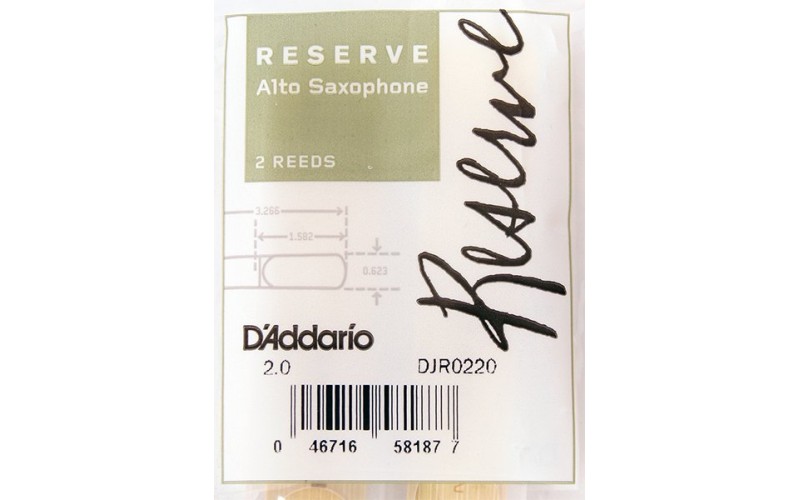 RESERVE
Alto Saxophone
2 REEDS
Reserve
3.266
1.582
0.623
D'Addario
2.0 DJR0220
0 46716 58187 7